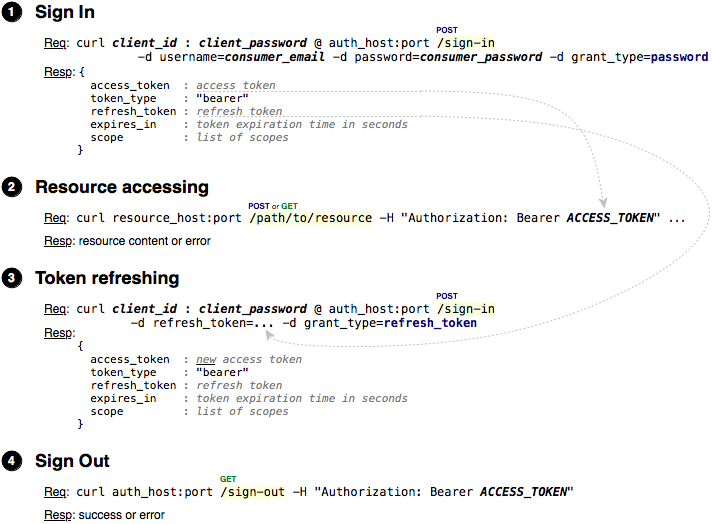 1 Sign In
POST
Req: curl client_id : client_password @ auth_host:port /sign-in
-d username=consumer_email -d password=consumer_password -d grant_type=password
Resp: {
access_token : access token
token_type : "bearer"
refresh_token : refresh token
expires_in : token expiration time in seconds
scope : list of scopes
}
2 Resource accessing
POST or GET
Req: curl resource_host:port /path/to/resource -H "Authorization: Bearer ACCESS_TOKEN" ...
Resp: resource content or error
3 Token refreshing
POST
Req: curl client_id : client_password @ auth_host:port /sign-in
-d refresh_token=... -d grant_type=refresh_token
Resp:
{
access_token : new access token
token_type : "bearer"
refresh_token : refresh token
expires_in : token expiration time in seconds
scope : list of scopes
}
4 Sign Out
GET
Req: curl auth_host:port /sign-out -H "Authorization: Bearer ACCESS_TOKEN"
Resp: success or error